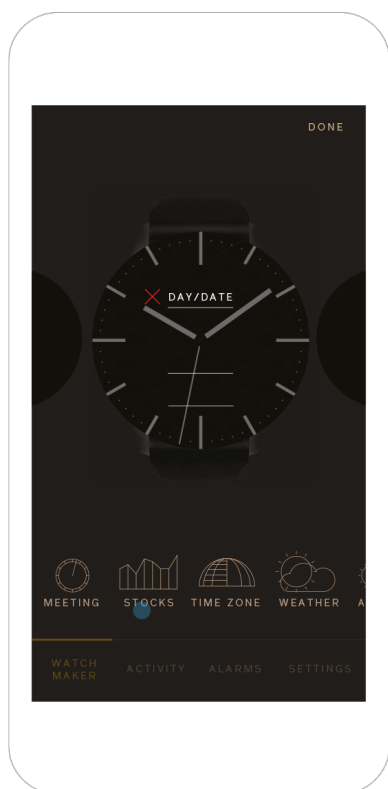 DONE
DAY/DATE
MEETING STOCKS TIME ZONE WEATHER A
WATCH MAKER ACTIVITY ALARMS SETTINGS